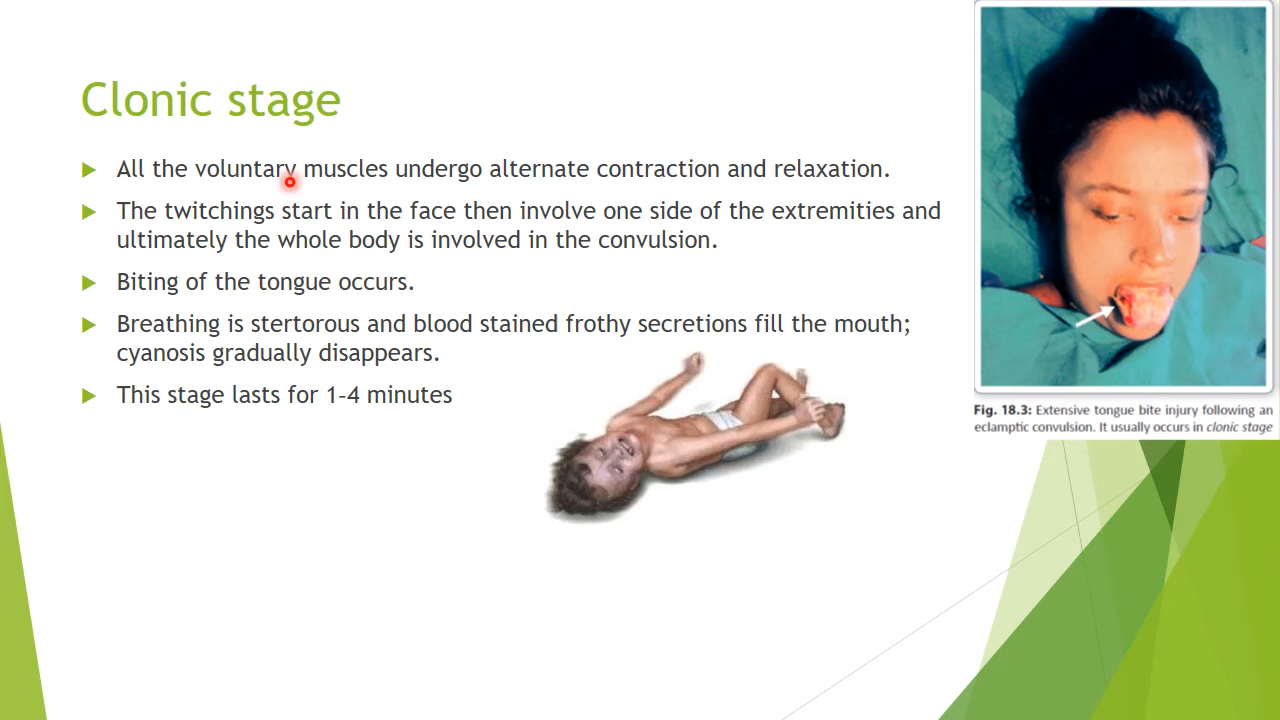 Clonic stage
All the voluntary muscles undergo alternate contraction and relaxation.
The twitchings start in the face then involve one side of the extremities and
ultimately the whole body is involved in the convulsion.
Biting of the tongue occurs.
Breathing is stertorous and blood stained frothy secretions fill the mouth;
cyanosis gradually disappears.
This stage lasts for 1–4 minutes
Fig. 18.3: Extensive tongue bite injury following an
eclamptic convulsion. It usually occurs in clonic stage